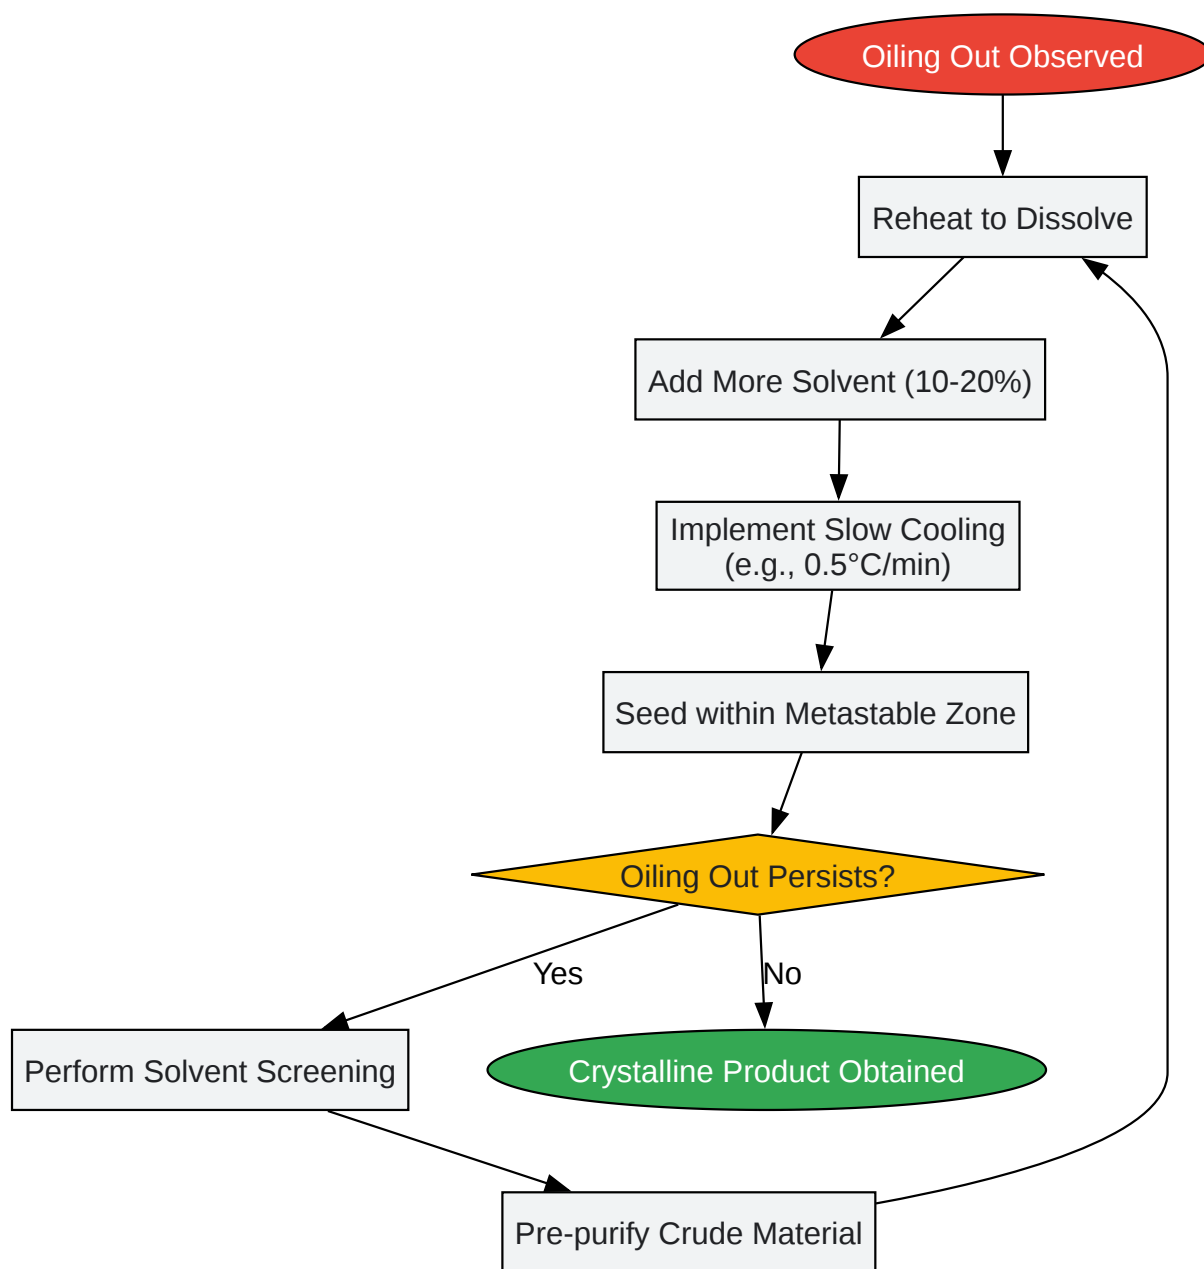 Oiling Out Observed
Reheat to Dissolve
Add More Solvent (10-20%)
Implement Slow Cooling
(e.g., 0.5°C/min)
Seed within Metastable Zone
Oiling Out Persists?
Yes
No
Perform Solvent Screening
Crystalline Product Obtained
Pre-purify Crude Material